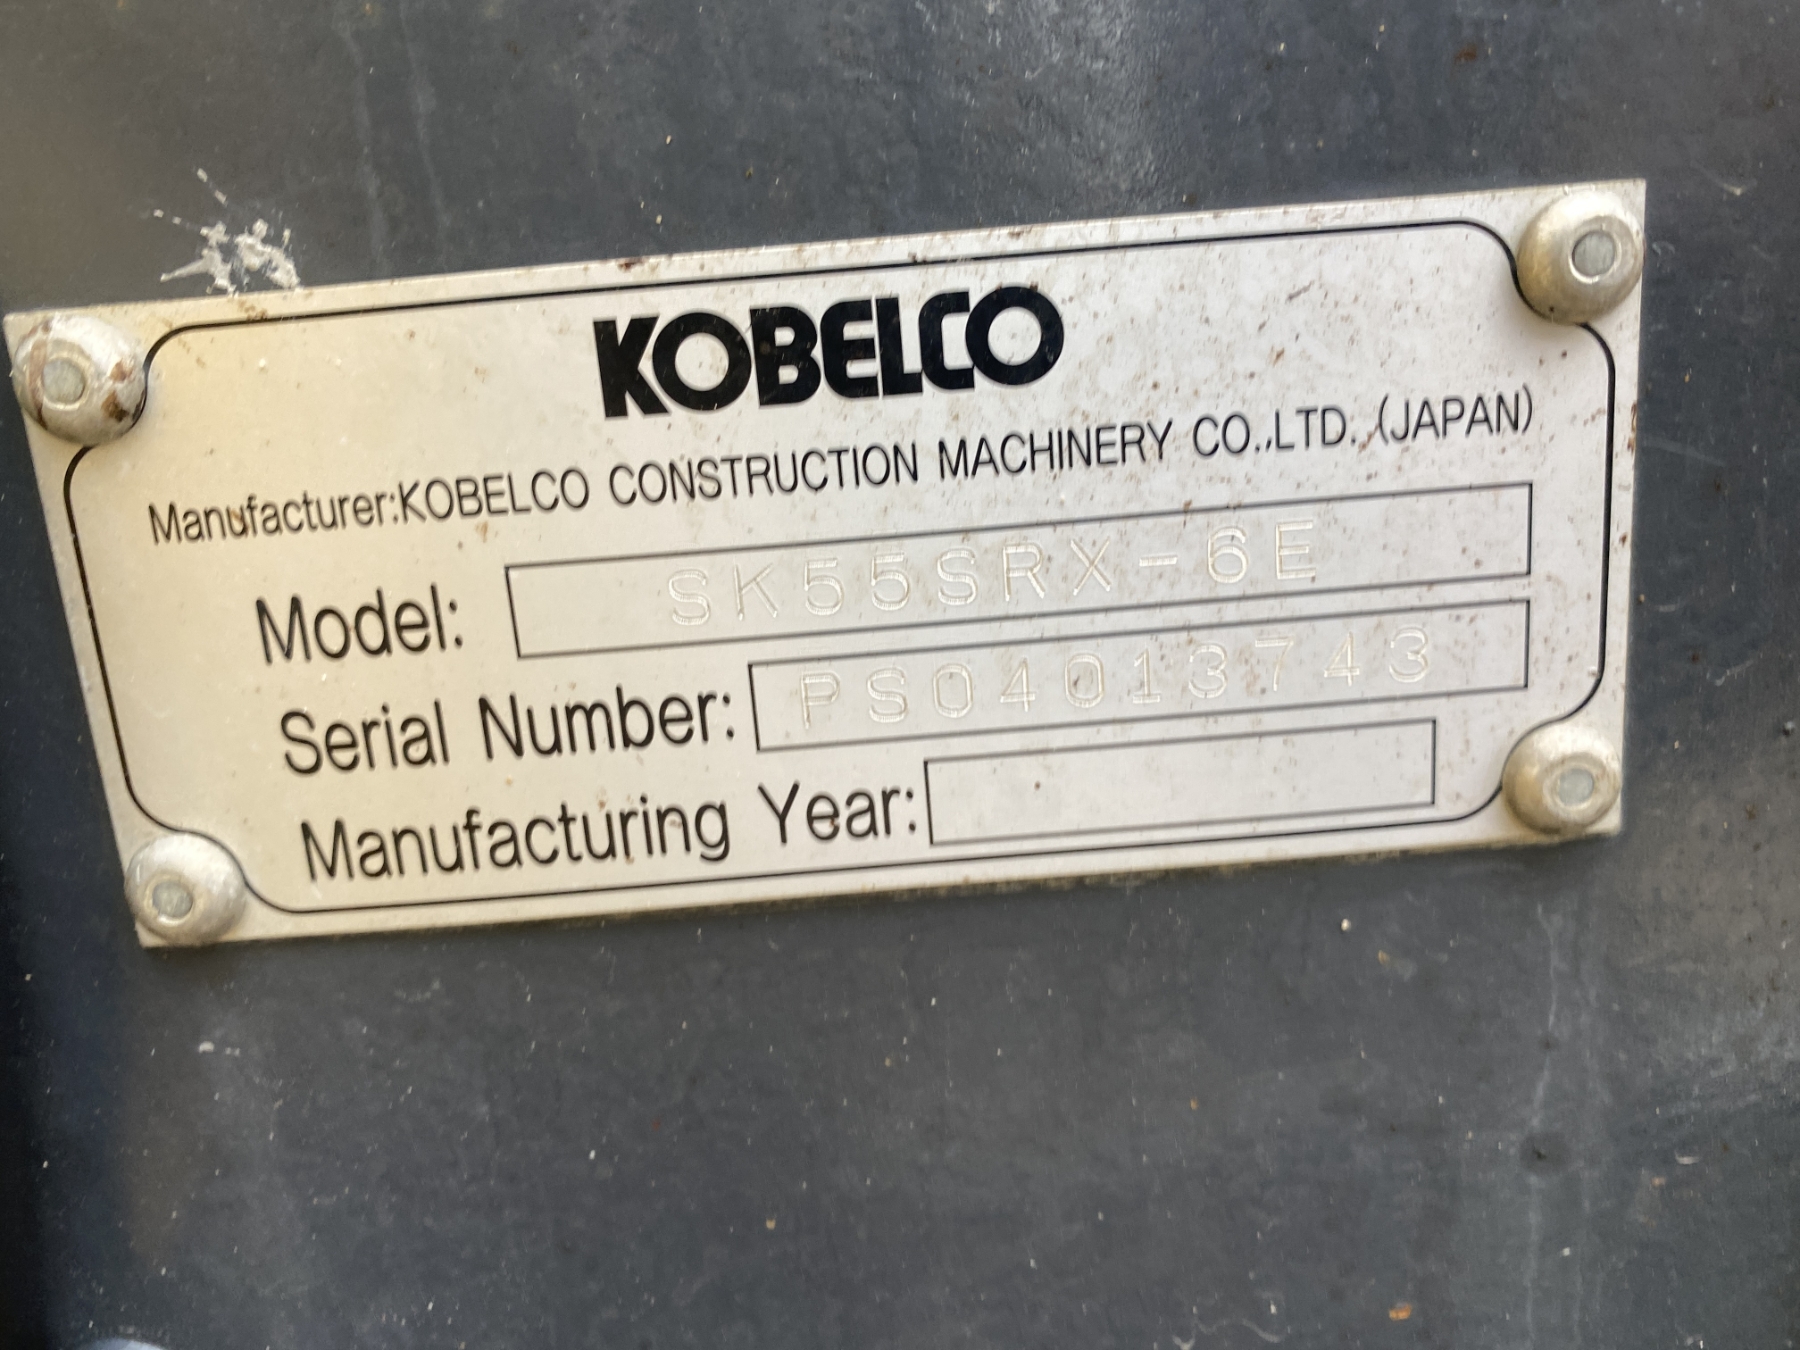 KOBELCO
Manufacturer:KOBELCO CONSTRUCTION MACHINERY CO.,LTD. (JAPAN)
Model: SK55SRX-6E
Serial Number: PS04013743
Manufacturing Year: